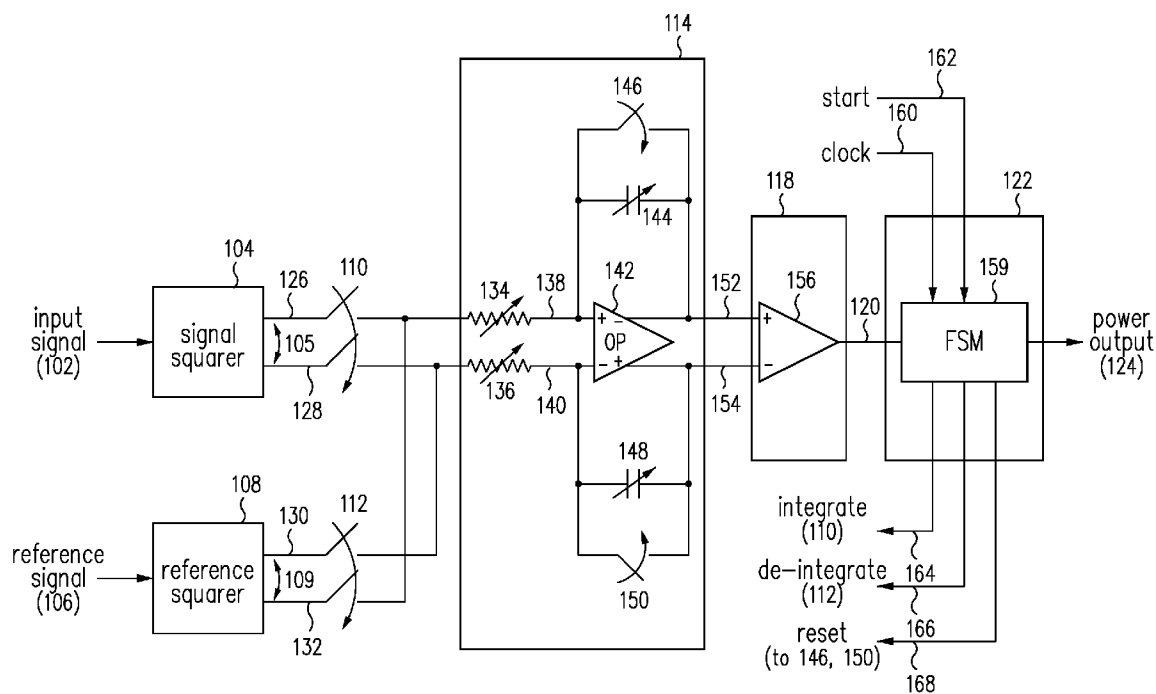 114
162
146
start
160
clock
144
118
122
104
126
110
134
138
142
152
156
159
input
signal
(102)
signal
squarer
105
+ −
OP
− +
+
−
120
FSM
power
output
(124)
128
136
140
154
148
108
130
112
integrate
(110)
reference
signal
(106)
reference
squarer
109
164
de-integrate
(112)
132
150
166
reset
(to 146, 150)
168